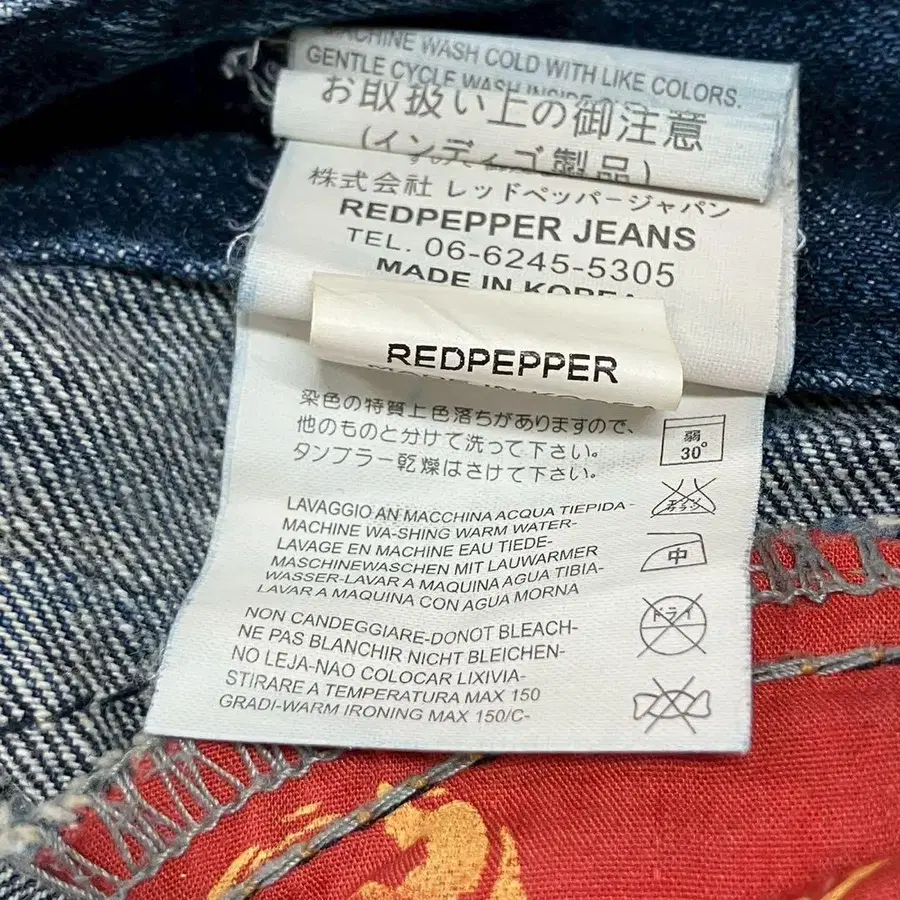 MACHINE WASH COLD WITH LIKE COLORS.
GENTLE CYCLE WASH INSIDE
お取扱い上の御注意
(インディゴ製品)
株式会社 レッドペッパージャパン
REDPEPPER JEANS
TEL. 06-6245-5305
MADE IN KOREA
REDPEPPER
染色の特質上色落ちがありますので、
他のものと分けて洗って下さい。
タンブラー乾燥はさけて下さい。
弱
30°
エンソ
中
ドライ
LAVAGGIO AN MACCHINA ACQUA TIEPIDA-
MACHINE WA-SHING WARM WATER-
LAVAGE EN MACHINE EAU TIEDE-
MASCHINEWASCHEN MIT LAUWARMER
WASSER-LAVAR A MAQUINA AGUA TIBIA-
LAVAR A MAQUINA CON AGUA MORNA
NON CANDEGGIARE-DONOT BLEACH-
NE PAS BLANCHIR NICHT BLEICHEN-
NO LEJA-NAO COLOCAR LIXIVIA-
STIRARE A TEMPERATURA MAX 150
GRADI-WARM IRONING MAX 150/C-